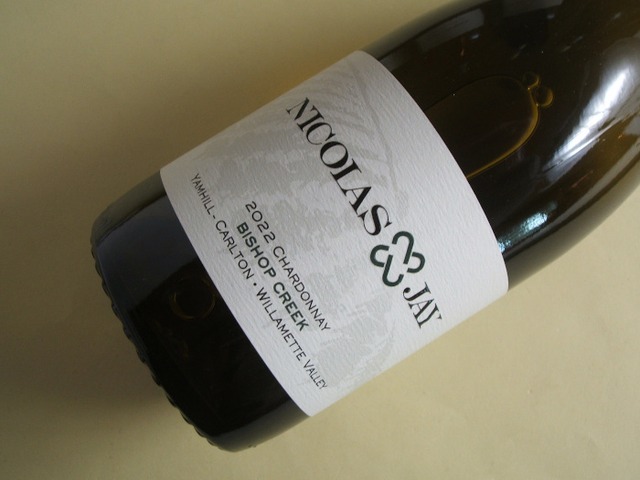 NICOLAS & JAY
2022 CHARDONNAY
BISHOP CREEK
YAMHILL-CARLTON • WILLAMETTE VALLEY